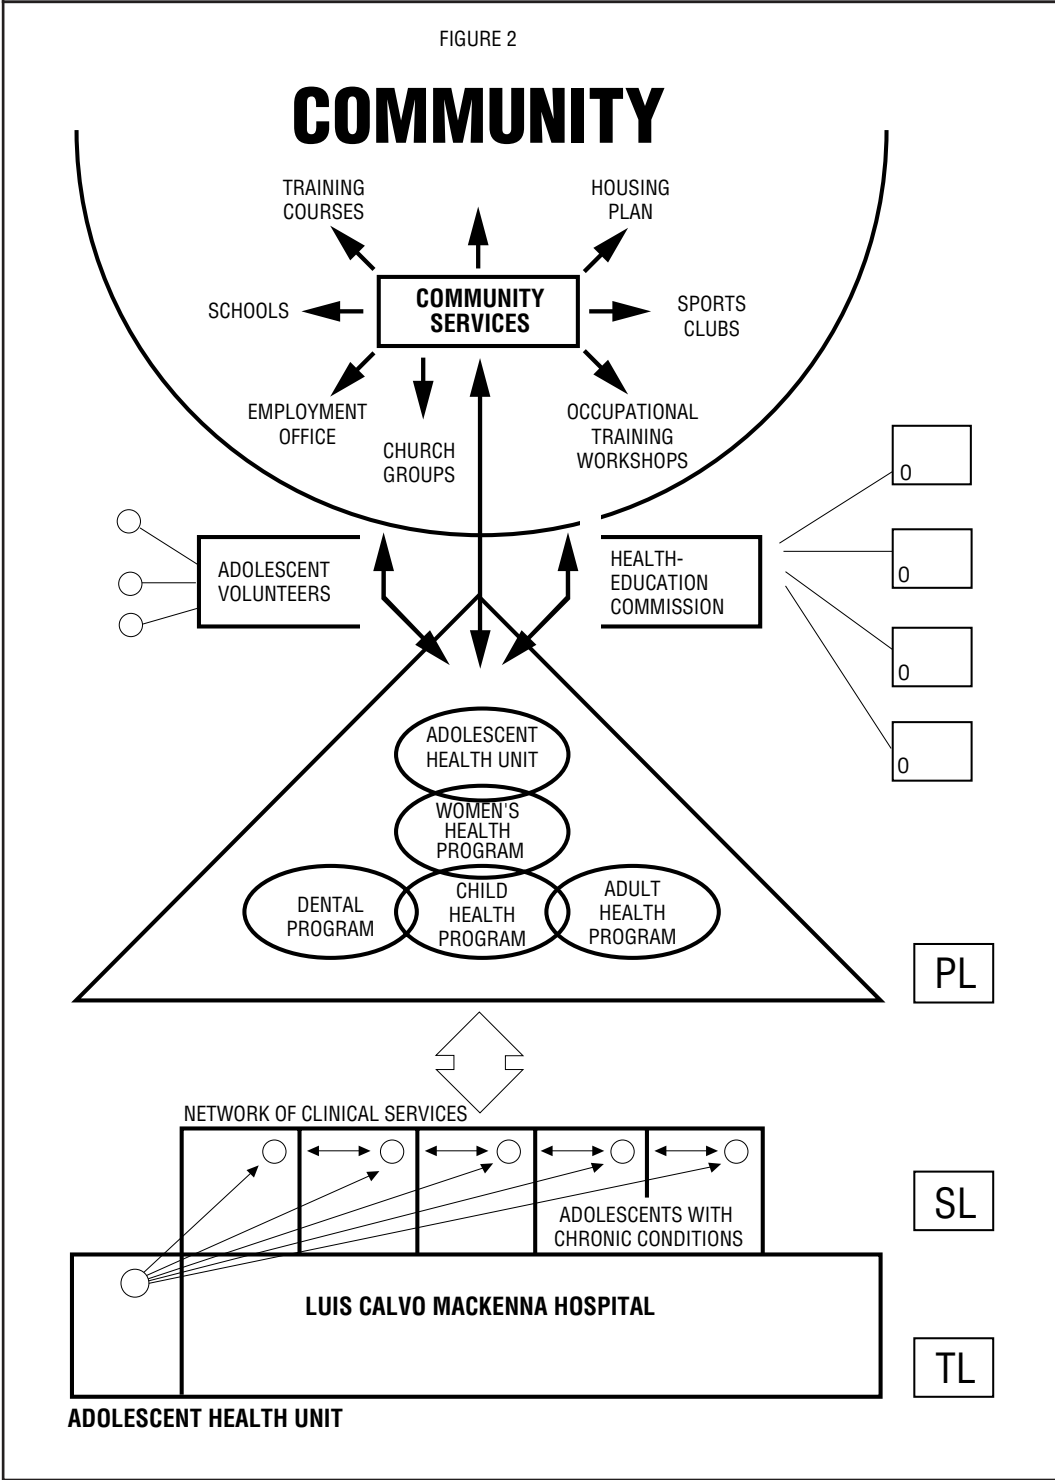 FIGURE 2
COMMUNITY
TRAINING
COURSES
HOUSING
PLAN
SCHOOLS
COMMUNITY
SERVICES
SPORTS
CLUBS
EMPLOYMENT
OFFICE
CHURCH
GROUPS
OCCUPATIONAL
TRAINING
WORKSHOPS
ADOLESCENT
VOLUNTEERS
HEALTH-
EDUCATION
COMMISSION
0
0
0
0
ADOLESCENT
HEALTH UNIT
WOMEN'S
HEALTH
PROGRAM
DENTAL
PROGRAM
CHILD
HEALTH
PROGRAM
ADULT
HEALTH
PROGRAM
PL
NETWORK OF CLINICAL SERVICES
ADOLESCENTS WITH
CHRONIC CONDITIONS
SL
LUIS CALVO MACKENNA HOSPITAL
TL
ADOLESCENT HEALTH UNIT